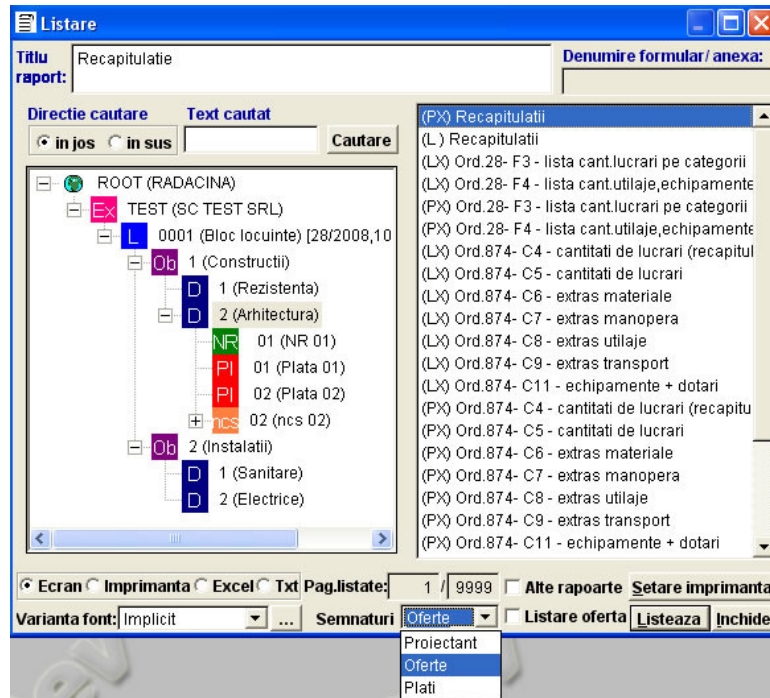 Listare
Titlu raport:
Recapitulatie
Denumire formular/ anexa:
Directie cautare
Text cautat
in jos in sus
Cautare
ROOT (RADACINA)
Ex TEST (SC TEST SRL)
L 0001 (Bloc locuinte) [28/2008,10
Ob 1 (Constructii)
D 1 (Rezistenta)
D 2 (Arhitectura)
NR 01 (NR 01)
Pl 01 (Plata 01)
Pl 02 (Plata 02)
ncs 02 (ncs 02)
Ob 2 (Instalatii)
D 1 (Sanitare)
D 2 (Electrice)
(PX) Recapitulatii
(L ) Recapitulatii
(LX) Ord.28- F3 - lista cant.lucrari pe categorii
(LX) Ord.28- F4 - lista cant.utilaje,echipamente
(PX) Ord.28- F3 - lista cant.lucrari pe categorii
(PX) Ord.28- F4 - lista cant.utilaje,echipamente
(LX) Ord.874- C4 - cantitati de lucrari (recapitul
(LX) Ord.874- C5 - cantitati de lucrari
(LX) Ord.874- C6 - extras materiale
(LX) Ord.874- C7 - extras manopera
(LX) Ord.874- C8 - extras utilaje
(LX) Ord.874- C9 - extras transport
(LX) Ord.874- C11 - echipamente + dotari
(PX) Ord.874- C4 - cantitati de lucrari (recapitu
(PX) Ord.874- C5 - cantitati de lucrari
(PX) Ord.874- C6 - extras materiale
(PX) Ord.874- C7 - extras manopera
(PX) Ord.874- C8 - extras utilaje
(PX) Ord.874- C9 - extras transport
(PX) Ord.874- C11 - echipamente + dotari
Ecran Imprimanta Excel Txt Pag.listate: 1 / 9999 Alte rapoarte Setare imprimanta
Varianta font: Implicit ... Semnaturi Oferte Listare oferta Listeaza Inchide
Proiectant
Oferte
Plati
ev